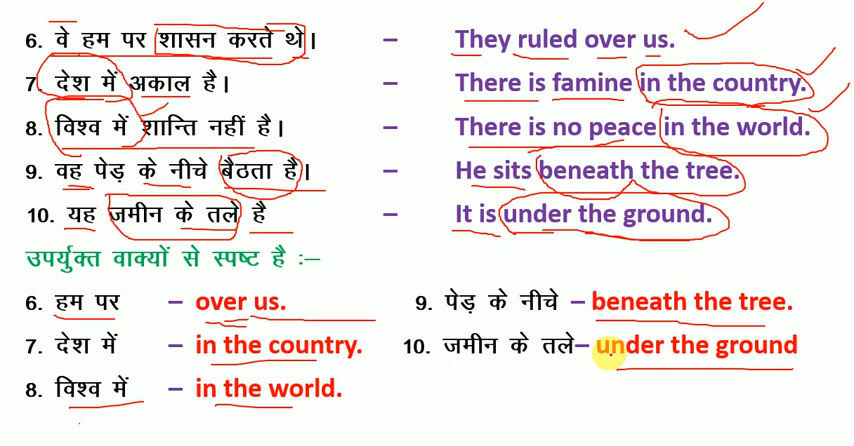 6. वे हम पर शासन करते थे। – They ruled over us.
7. देश में अकाल है। – There is famine in the country.
8. विश्व में शान्ति नहीं है। – There is no peace in the world.
9. वह पेड़ के नीचे बैठता है। – He sits beneath the tree.
10. यह जमीन के तले है – It is under the ground.
उपर्युक्त वाक्यों से स्पष्ट है :–
6. हम पर – over us. 9. पेड़ के नीचे – beneath the tree.
7. देश में – in the country. 10. जमीन के तले – under the ground
8. विश्व में – in the world.